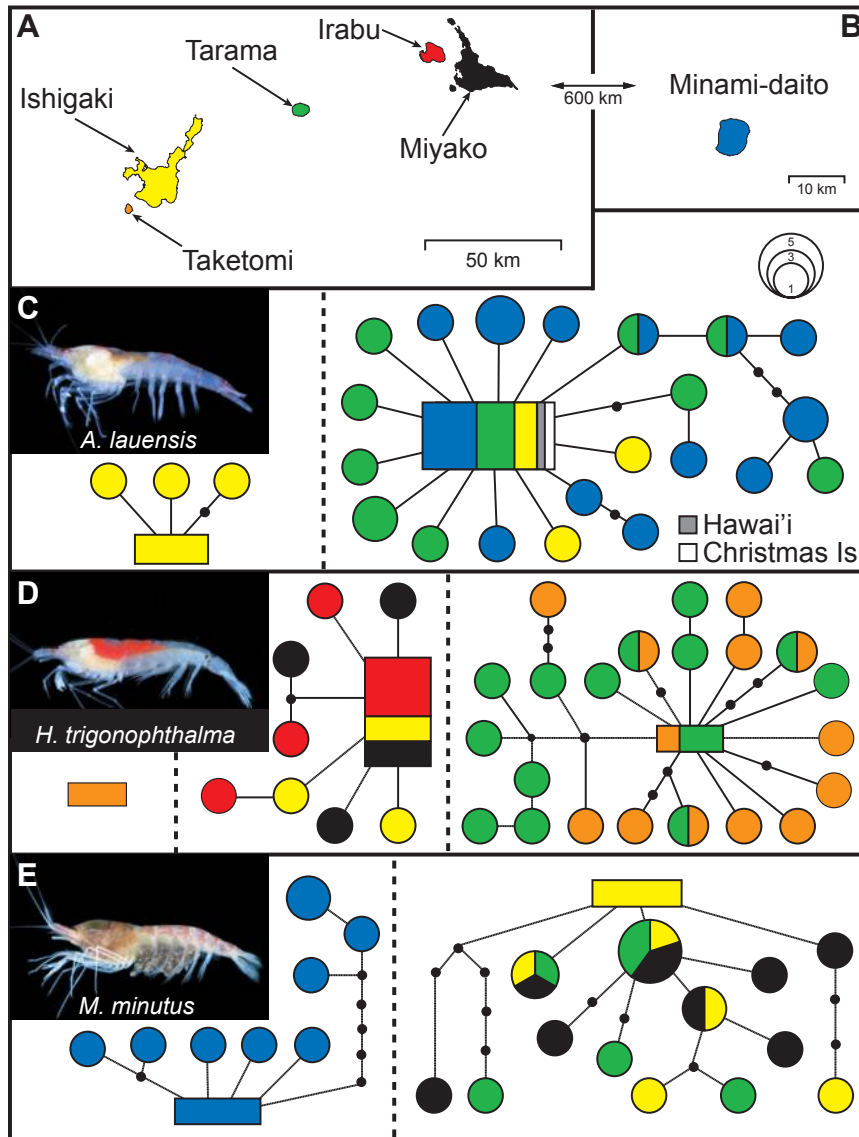 A
B
Irabu
Tarama
Ishigaki
600 km
Minami-daito
Miyako
10 km
Taketomi
50 km
5
3
1
C
A. lauensis
Hawai'i
Christmas Is
D
H. trigonophthalma
E
M. minutus